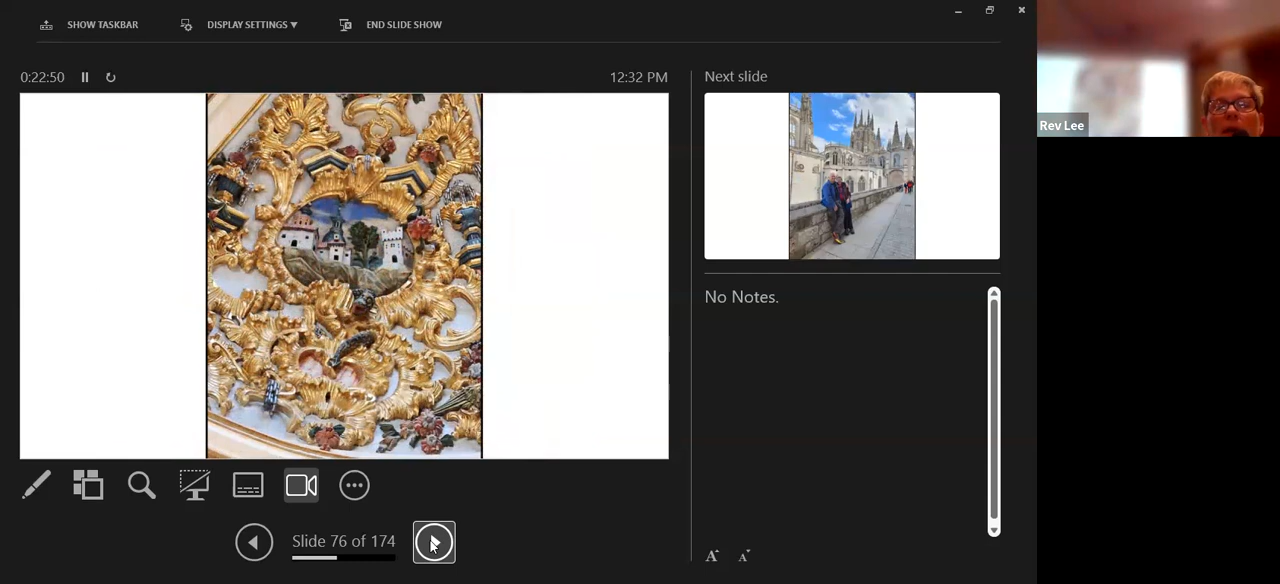 SHOW TASKBAR DISPLAY SETTINGS ▼ END SLIDE SHOW
0:22:50 12:32 PM
Next slide
Rev Lee
No Notes.
Slide 76 of 174
A A